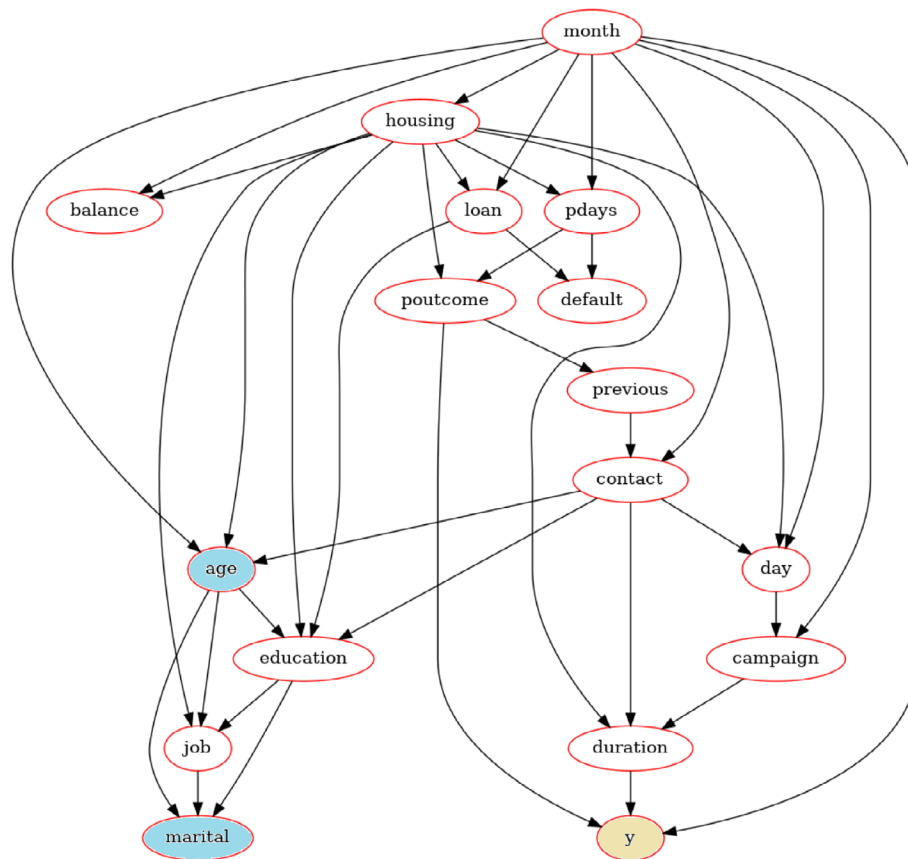 month
housing
balance
loan
pdays
poutcome
default
previous
contact
age
day
education
campaign
job
duration
marital
y